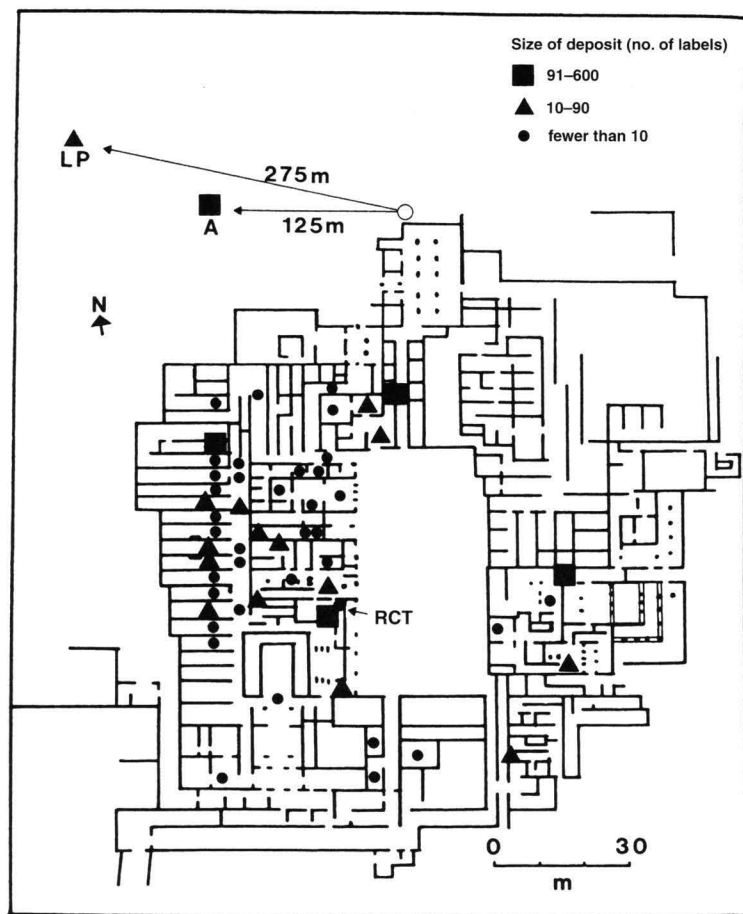 Size of deposit (no. of labels)
91–600
10–90
fewer than 10
LP
275m
A
125m
N
RCT
0 30
m